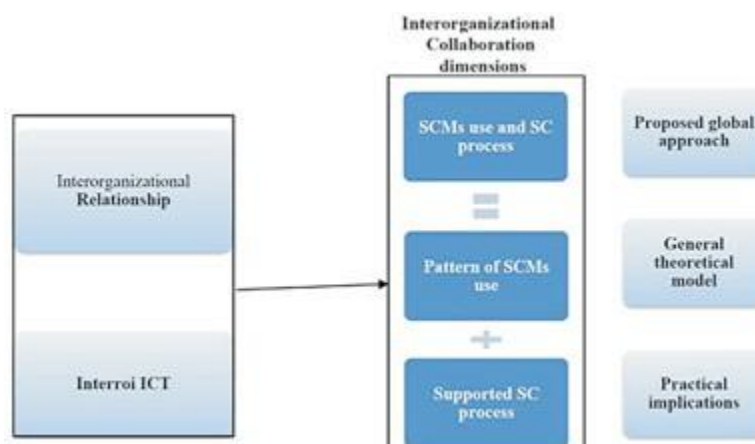 Interorganizational
Collaboration
dimensions
Interorganizational
Relationship
Interroi ICT
SCMs use and SC
process
=
Pattern of SCMs
use
+
Supported SC
process
Proposed global
approach
General
theoretical
model
Practical
implications